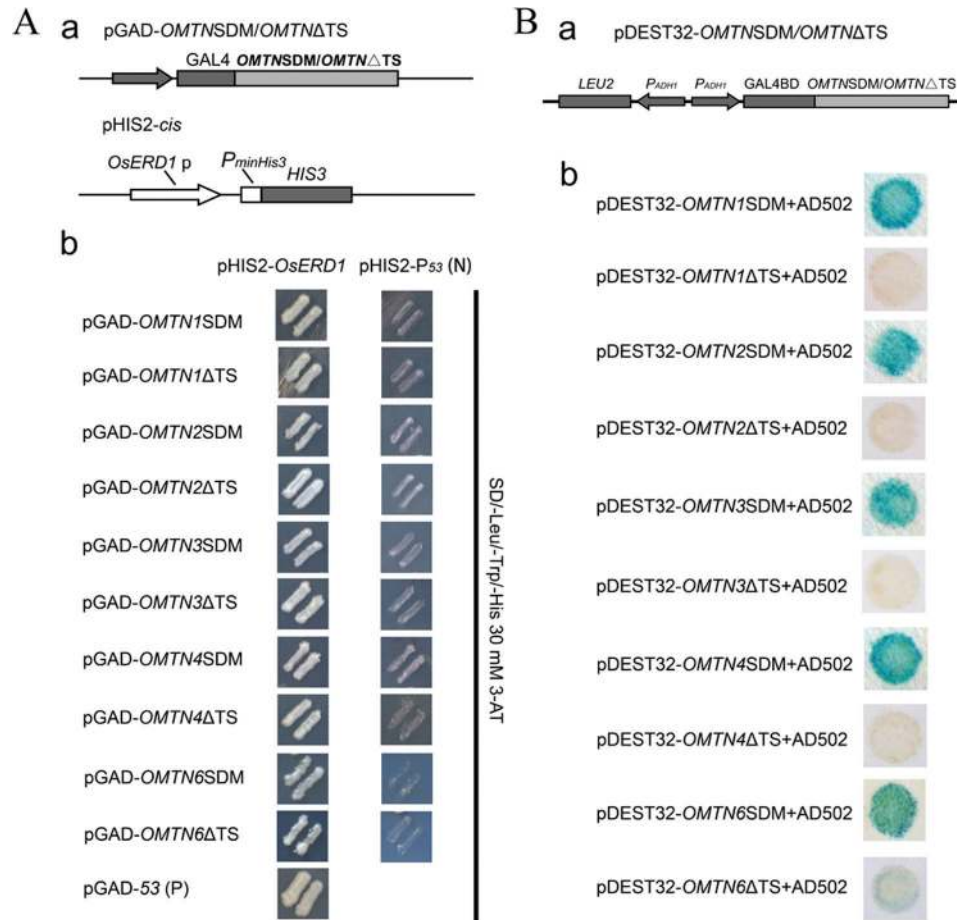 A
a
pGAD-OMTNSDM/OMTNΔTS
GAL4 OMTNSDM/OMTN△TS
pHIS2-cis
OsERD1 p
PminHis3
HIS3
b
pHIS2-OsERD1 pHIS2-P53 (N)
pGAD-OMTN1SDM
pGAD-OMTN1ΔTS
pGAD-OMTN2SDM
pGAD-OMTN2ΔTS
pGAD-OMTN3SDM
pGAD-OMTN3ΔTS
pGAD-OMTN4SDM
pGAD-OMTN4ΔTS
pGAD-OMTN6SDM
pGAD-OMTN6ΔTS
pGAD-53 (P)
SD/-Leu/-Trp/-His 30 mM 3-AT
B
a
pDEST32-OMTNSDM/OMTNΔTS
LEU2 PADH1 PADH1 GAL4BD OMTNSDM/OMTN△TS
b
pDEST32-OMTN1SDM+AD502
pDEST32-OMTN1ΔTS+AD502
pDEST32-OMTN2SDM+AD502
pDEST32-OMTN2ΔTS+AD502
pDEST32-OMTN3SDM+AD502
pDEST32-OMTN3ΔTS+AD502
pDEST32-OMTN4SDM+AD502
pDEST32-OMTN4ΔTS+AD502
pDEST32-OMTN6SDM+AD502
pDEST32-OMTN6ΔTS+AD502